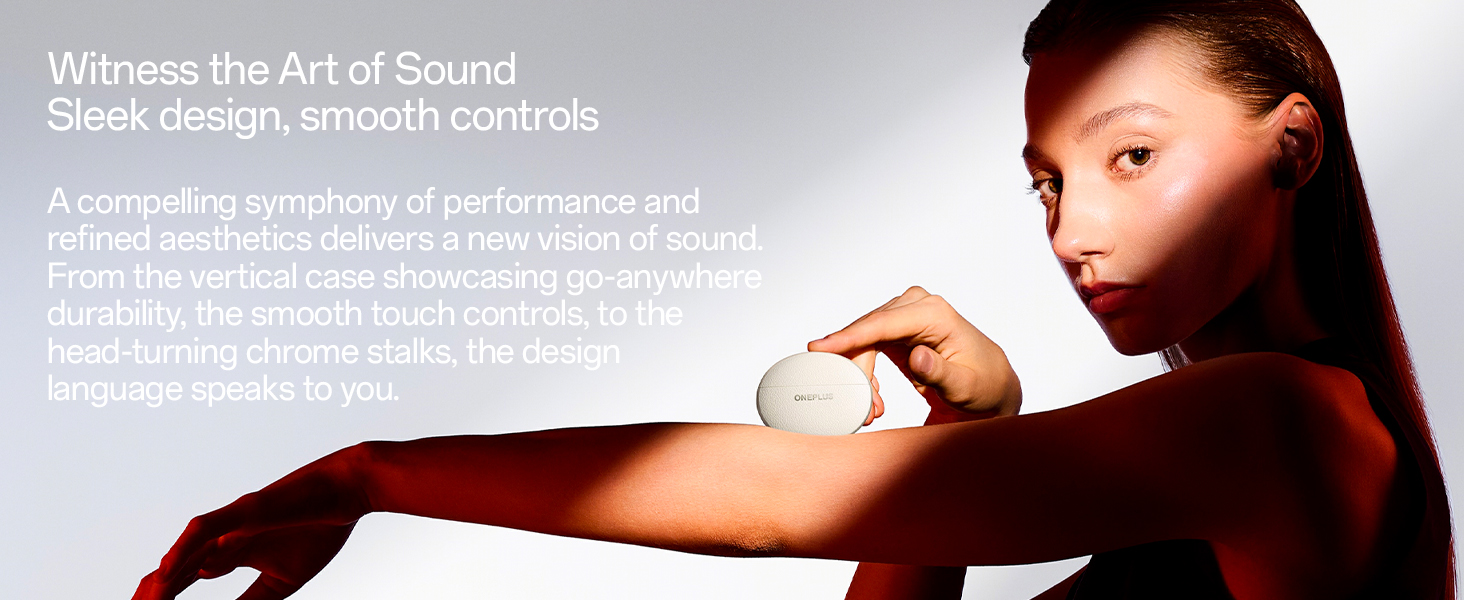 Witness the Art of Sound
Sleek design, smooth controls
A compelling symphony of performance and
refined aesthetics delivers a new vision of sound.
From the vertical case showcasing go-anywhere
durability, the smooth touch controls, to the
head-turning chrome stalks, the design
language speaks to you.
ONEPLUS